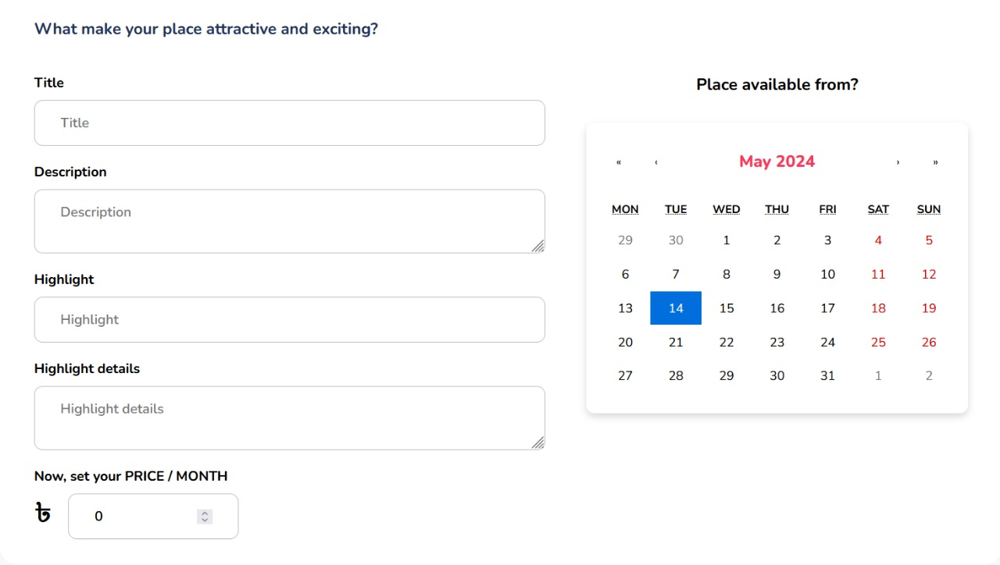 What make your place attractive and exciting?
Title
Title
Description
Description
Highlight
Highlight
Highlight details
Highlight details
Now, set your PRICE / MONTH
৳ 0
Place available from?
« ‹ May 2024 › »
MON TUE WED THU FRI SAT SUN
29 30 1 2 3 4 5
6 7 8 9 10 11 12
13 14 15 16 17 18 19
20 21 22 23 24 25 26
27 28 29 30 31 1 2